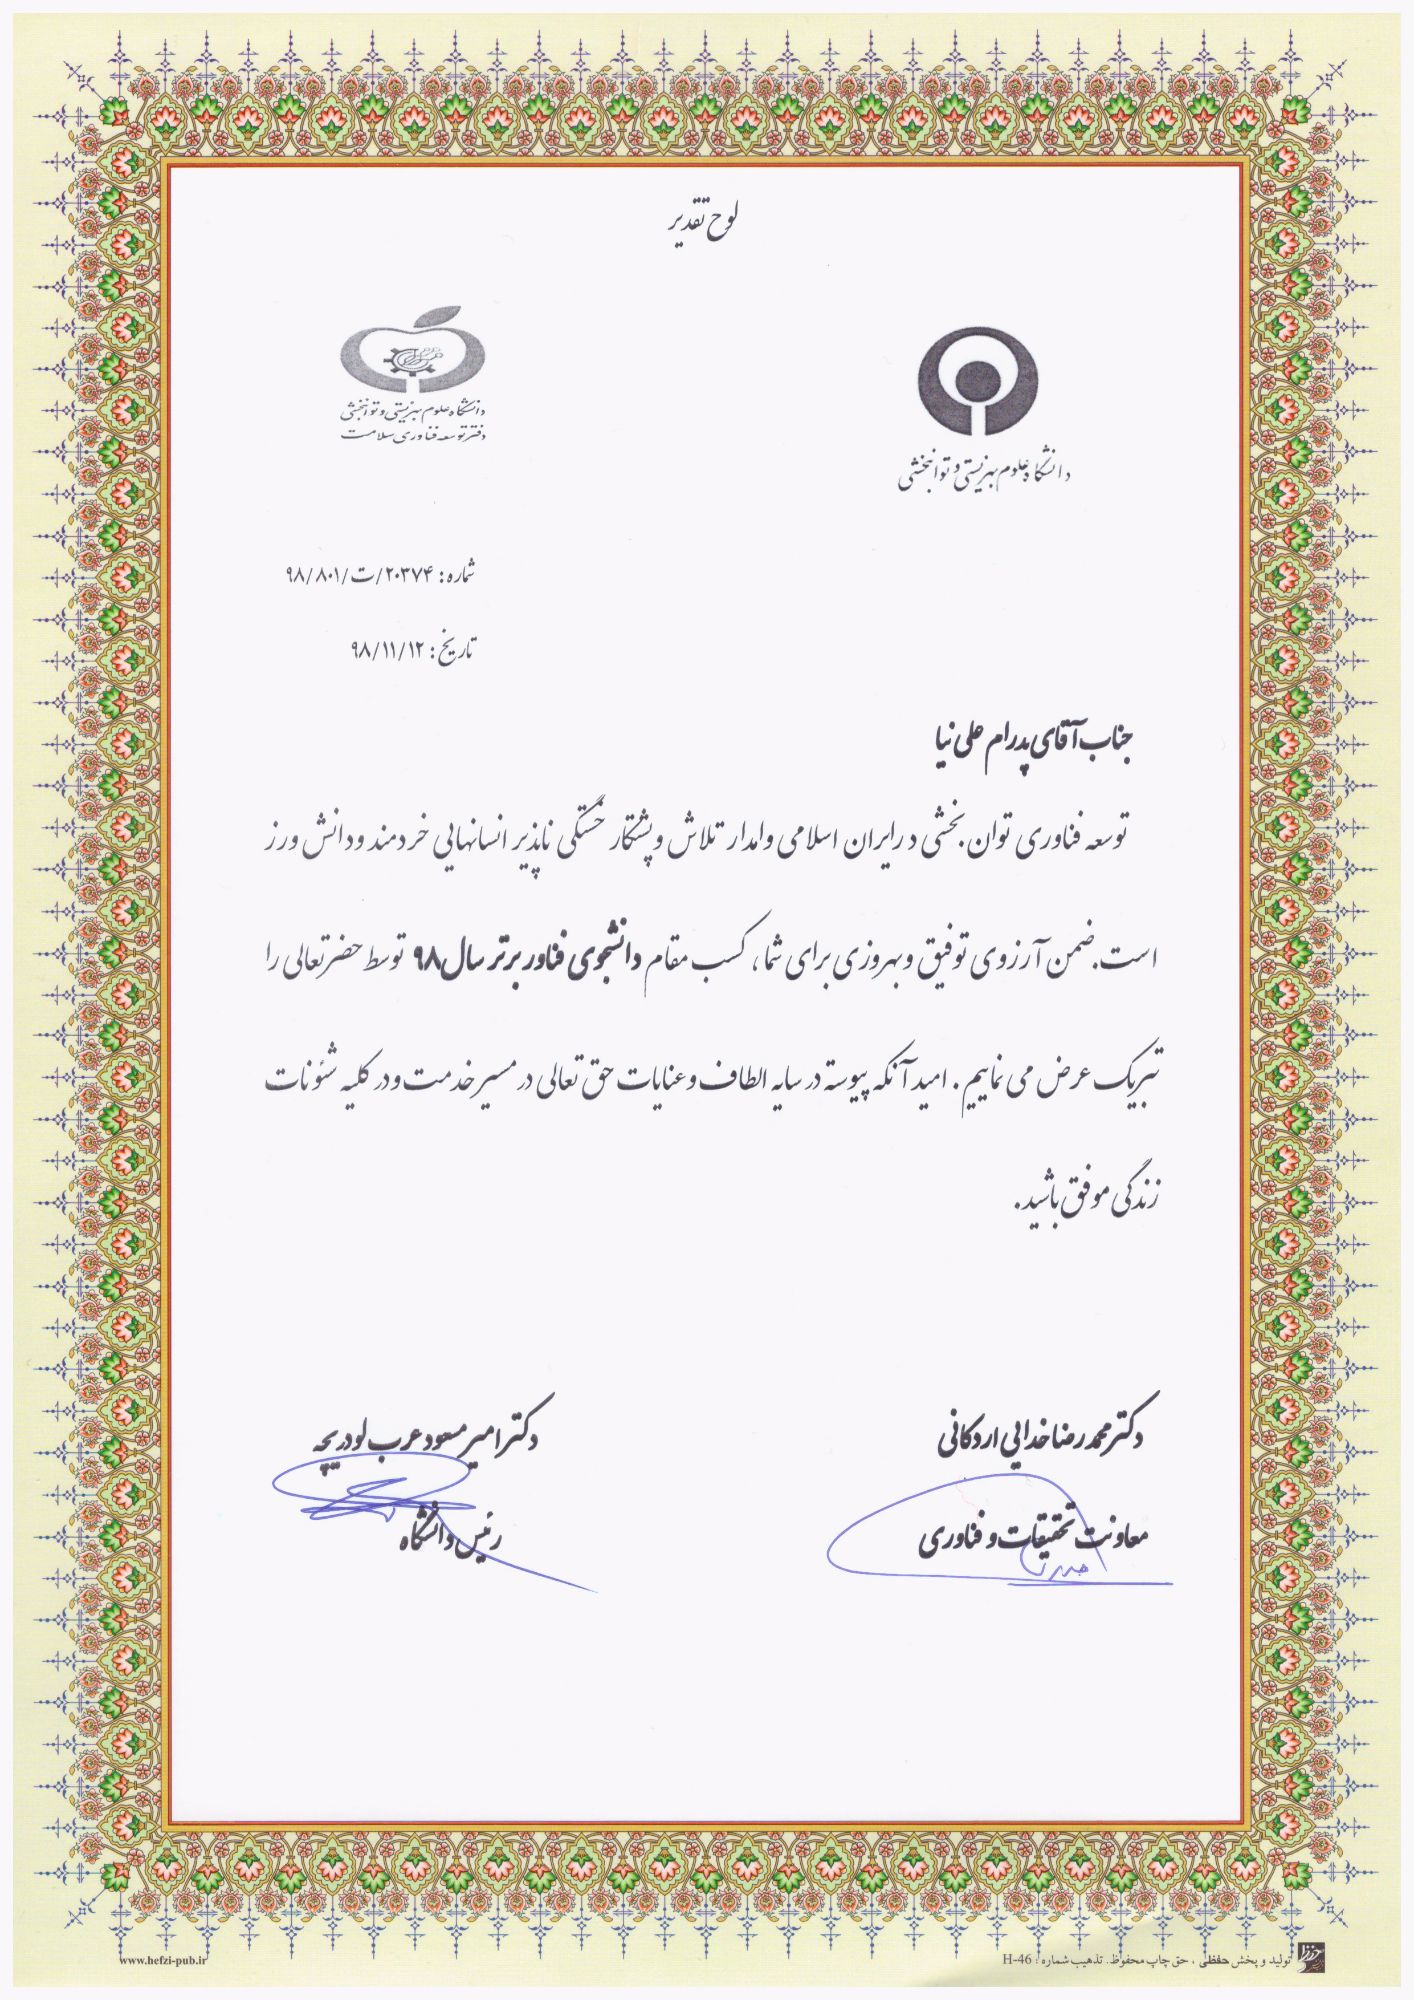 لوح تقدیر
دانشگاه علوم بهزیستی و توانبخشی
دانشگاه علوم بهزیستی و توانبخشی
دفتر توسعه فناوری سلامت
شماره: ۹۸/۸۰۱/ت/۲۰۳۷۴
تاریخ: ۹۸/۱۱/۱۲
جناب آقای پدرام علی نیا
توسعه فناوری توان بخشی در ایران اسلامی وامدار تلاش و پشتکار خستگی ناپذیر انسانهایی خردمند و دانش ورز
است. ضمن آرزوی توفیق و بهروزی برای شما، کسب مقام دانشجوی فناور برتر سال ۹۸ توسط حضرتعالی را
تبریک عرض می نماییم. امید آنکه پیوسته در سایه الطاف و عنایات حق تعالی در مسیر خدمت و در کلیه شئونات
زندگی موفق باشید.
دکتر محمدرضا خدایی اردکانی
معاونت تحقیقات و فناوری
دکتر امیر مسعود عرب لودریچه
رئیس دانشگاه
تولید و پخش حفظی ، حق چاپ محفوظ. تذهیب شماره : H-46
www.hefzi-pub.ir